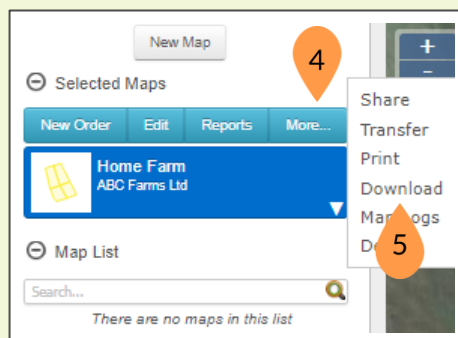 New Map
4
Selected Maps
New Order Edit Reports More...
Home Farm
ABC Farms Ltd
Share
Transfer
Print
Download
5
Map List
Search...
There are no maps in this list
+
-